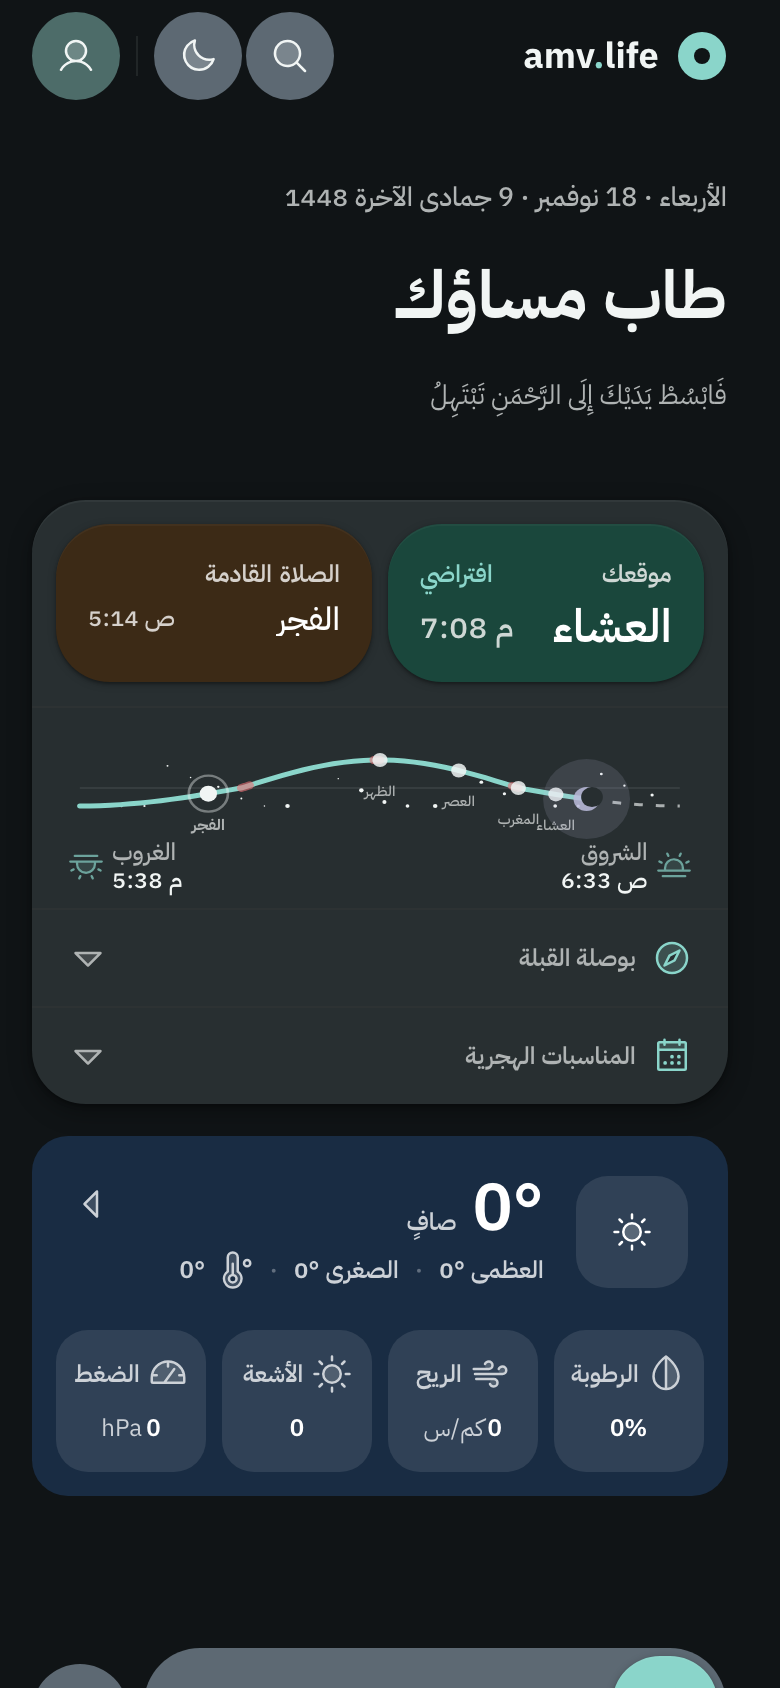 amv.life
الأربعاء · 18 نوفمبر · 9 جمادى الآخرة 1448
طاب مساؤك
فَابْسُطْ يَدَيْكَ إِلَى الرَّحْمَنِ تَبْتَهِلُ
موقعك افتراضي
العشاء 7:08 م
الصلاة القادمة
الفجر 5:14 ص
الظهر
العصر
المغرب
العشاء
الفجر
الشروق
6:33 ص
الغروب
5:38 م
بوصلة القبلة
المناسبات الهجرية
0° صافٍ
العظمى 0° · الصغرى 0° · 0°
الرطوبة
0%
الريح
0 كم/س
الأشعة
0
الضغط
0 hPa